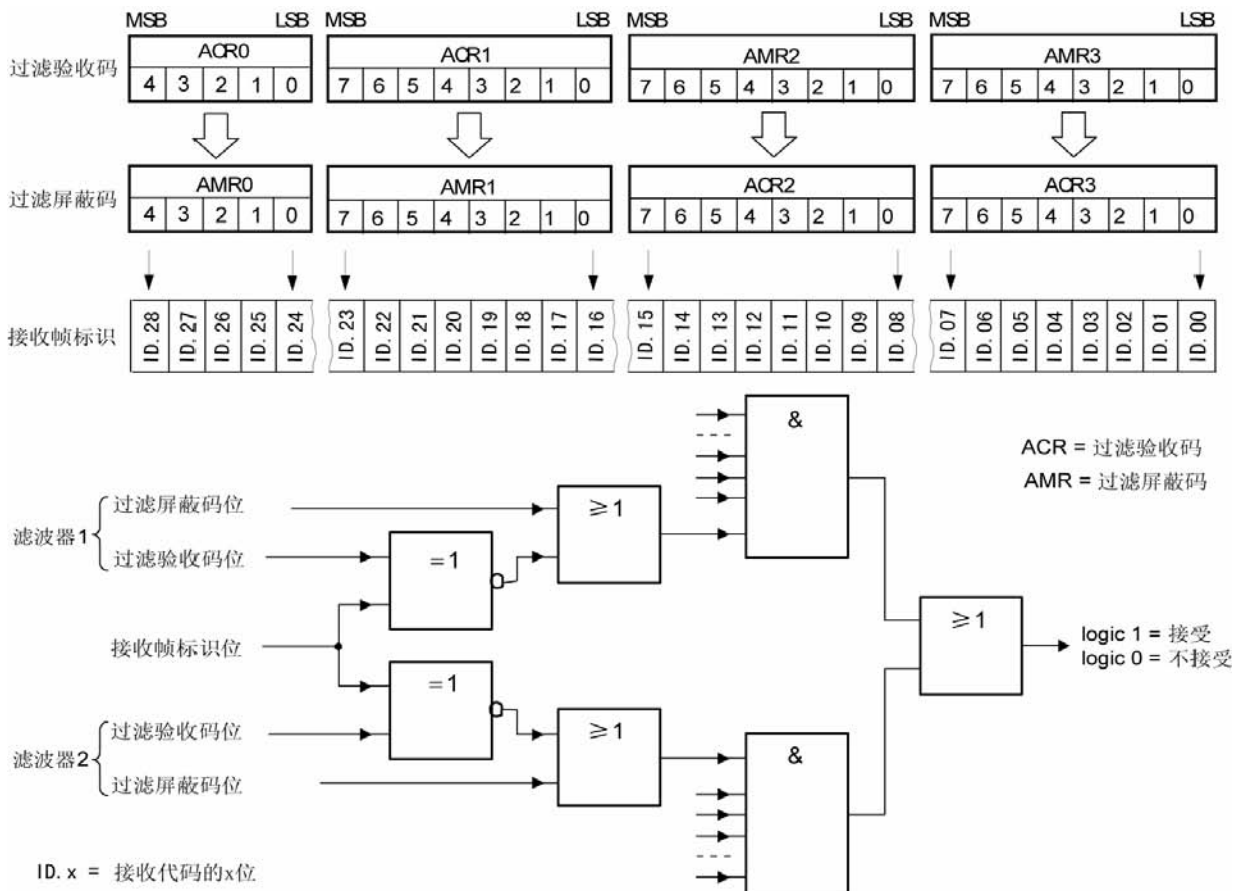 MSB LSB MSB LSB MSB LSB MSB LSB
过滤验收码 ACR0 ACR1 AMR2 AMR3
4 3 2 1 0 7 6 5 4 3 2 1 0 7 6 5 4 3 2 1 0 7 6 5 4 3 2 1 0
过滤屏蔽码 AMR0 AMR1 ACR2 ACR3
4 3 2 1 0 7 6 5 4 3 2 1 0 7 6 5 4 3 2 1 0 7 6 5 4 3 2 1 0
接收帧标识 ID.28 ID.27 ID.26 ID.25 ID.24 ID.23 ID.22 ID.21 ID.20 ID.19 ID.18 ID.17 ID.16 ID.15 ID.14 ID.13 ID.12 ID.11 ID.10 ID.09 ID.08 ID.07 ID.06 ID.05 ID.04 ID.03 ID.02 ID.01 ID.00
&
ACR = 过滤验收码
AMR = 过滤屏蔽码
滤波器1
过滤屏蔽码位
≥1
过滤验收码位
=1
接收帧标识位
≥1
logic 1 = 接受
logic 0 = 不接受
=1
滤波器2
过滤验收码位
≥1
过滤屏蔽码位
&
ID.x = 接收代码的x位